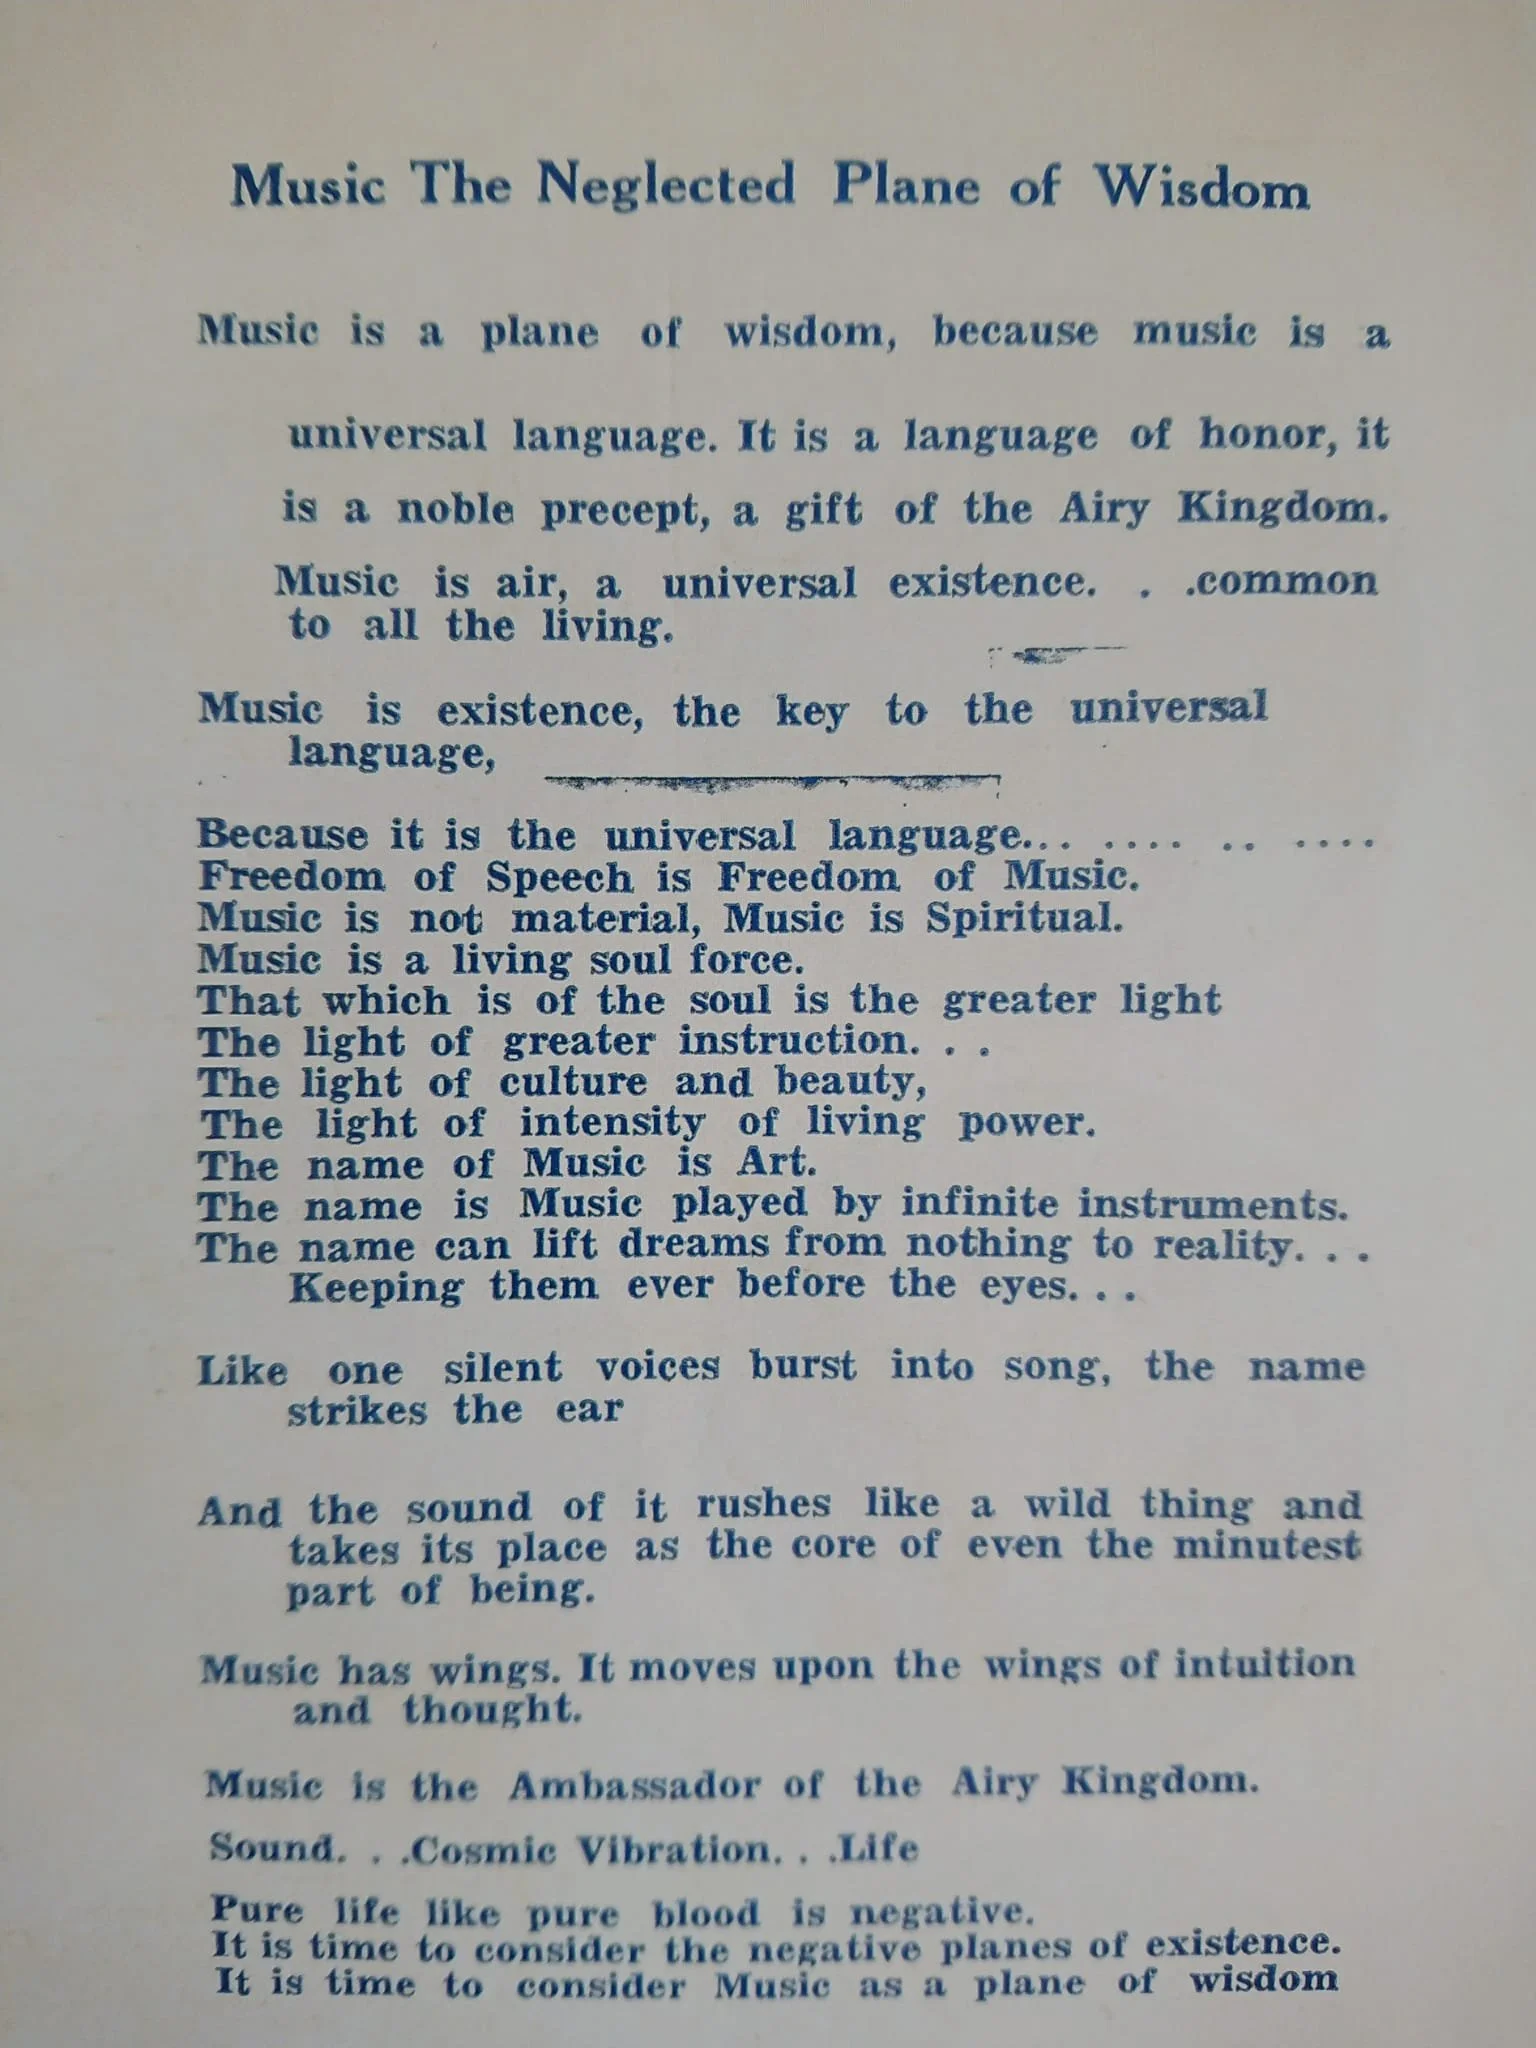 Music The Neglected Plane of Wisdom
Music is a plane of wisdom, because music is a
universal language. It is a language of honor, it
is a noble precept, a gift of the Airy Kingdom.
Music is air, a universal existence. . .common
to all the living.
Music is existence, the key to the universal
language,
Because it is the universal language... .... .. ....
Freedom of Speech is Freedom of Music.
Music is not material, Music is Spiritual.
Music is a living soul force.
That which is of the soul is the greater light
The light of greater instruction. . .
The light of culture and beauty,
The light of intensity of living power.
The name of Music is Art.
The name is Music played by infinite instruments.
The name can lift dreams from nothing to reality. . .
Keeping them ever before the eyes. . .
Like one silent voices burst into song, the name
strikes the ear
And the sound of it rushes like a wild thing and
takes its place as the core of even the minutest
part of being.
Music has wings. It moves upon the wings of intuition
and thought.
Music is the Ambassador of the Airy Kingdom.
Sound. . .Cosmic Vibration. . .Life
Pure life like pure blood is negative.
It is time to consider the negative planes of existence.
It is time to consider Music as a plane of wisdom